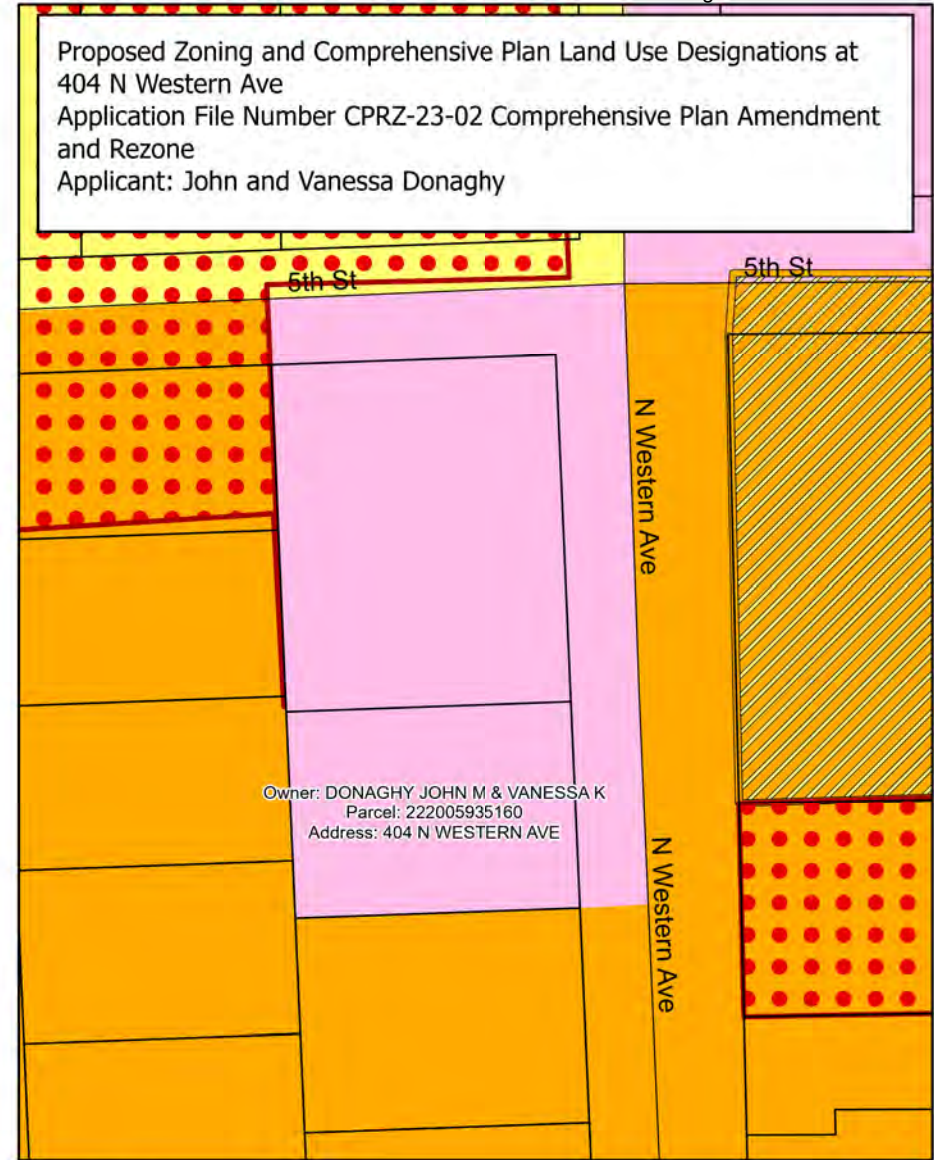 Proposed Zoning and Comprehensive Plan Land Use Designations at
404 N Western Ave
Application File Number CPRZ-23-02 Comprehensive Plan Amendment
and Rezone
Applicant: John and Vanessa Donaghy
5th St
5th St
N Western Ave
Owner: DONAGHY JOHN M & VANESSA K
Parcel: 222005935160
Address: 404 N WESTERN AVE
N Western Ave